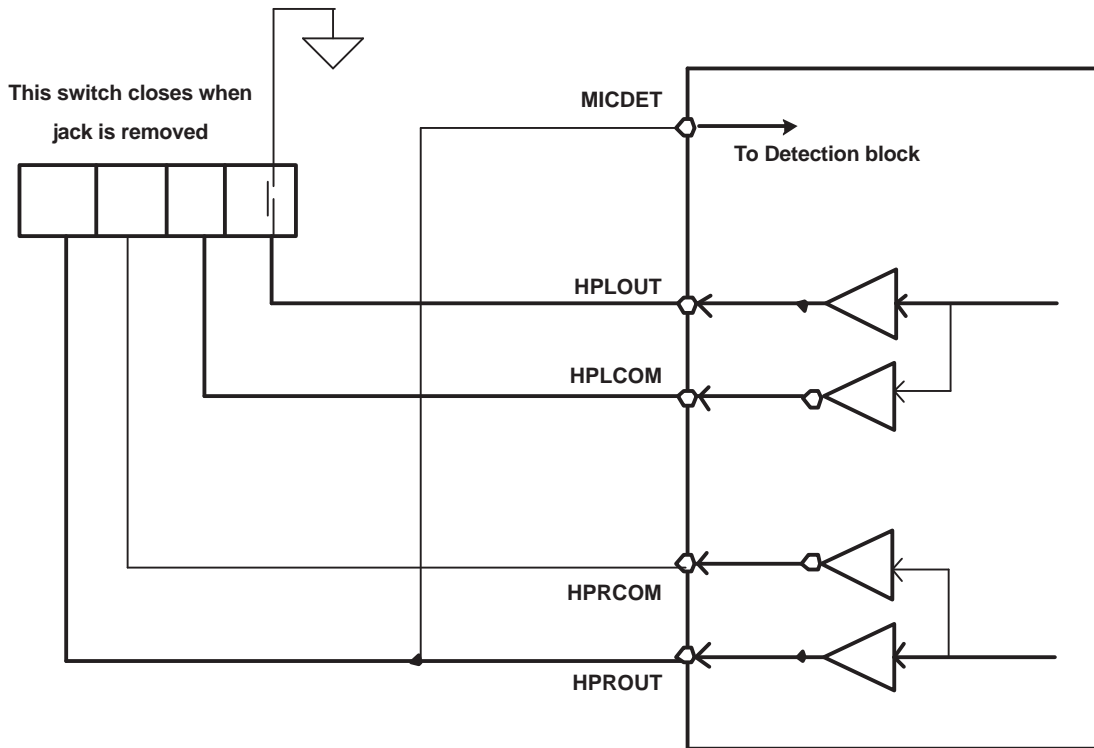 This switch closes when
jack is removed
MICDET
To Detection block
HPLOUT
HPLCOM
HPRCOM
HPROUT